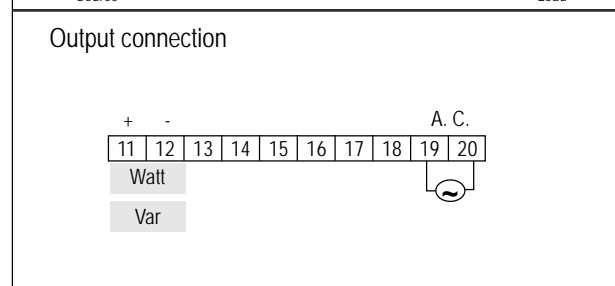 Output connection
+ - A. C.
11 12 13 14 15 16 17 18 19 20
Watt
~
Var